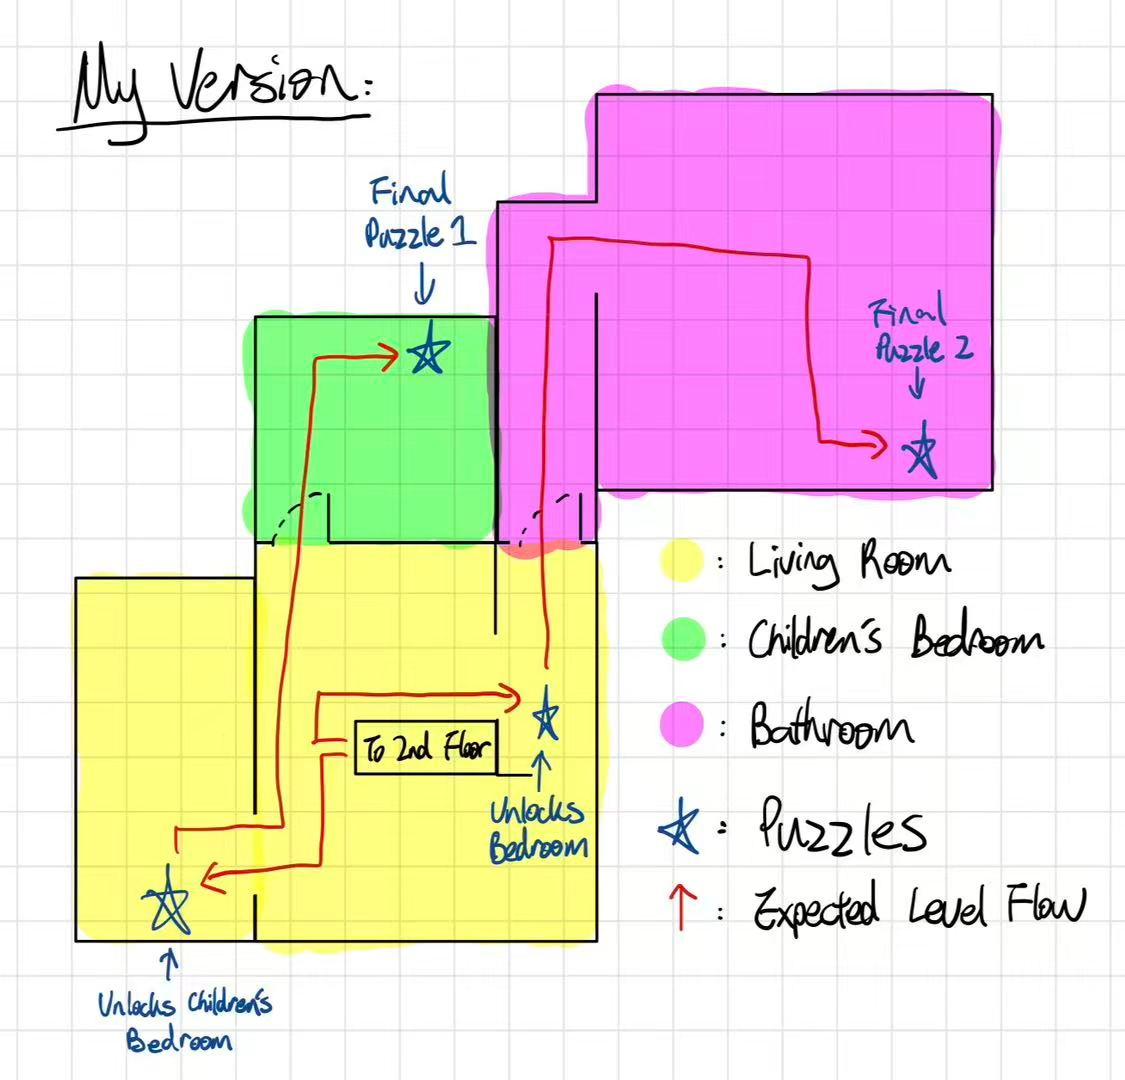 My Version:
Final
Puzzle 1
Final
Puzzle 2
: Living Room
: Children's Bedroom
: Bathroom
To 2nd Floor
Unlocks
Bedroom
: Puzzles
: Expected Level Flow
Unlocks Children's
Bedroom